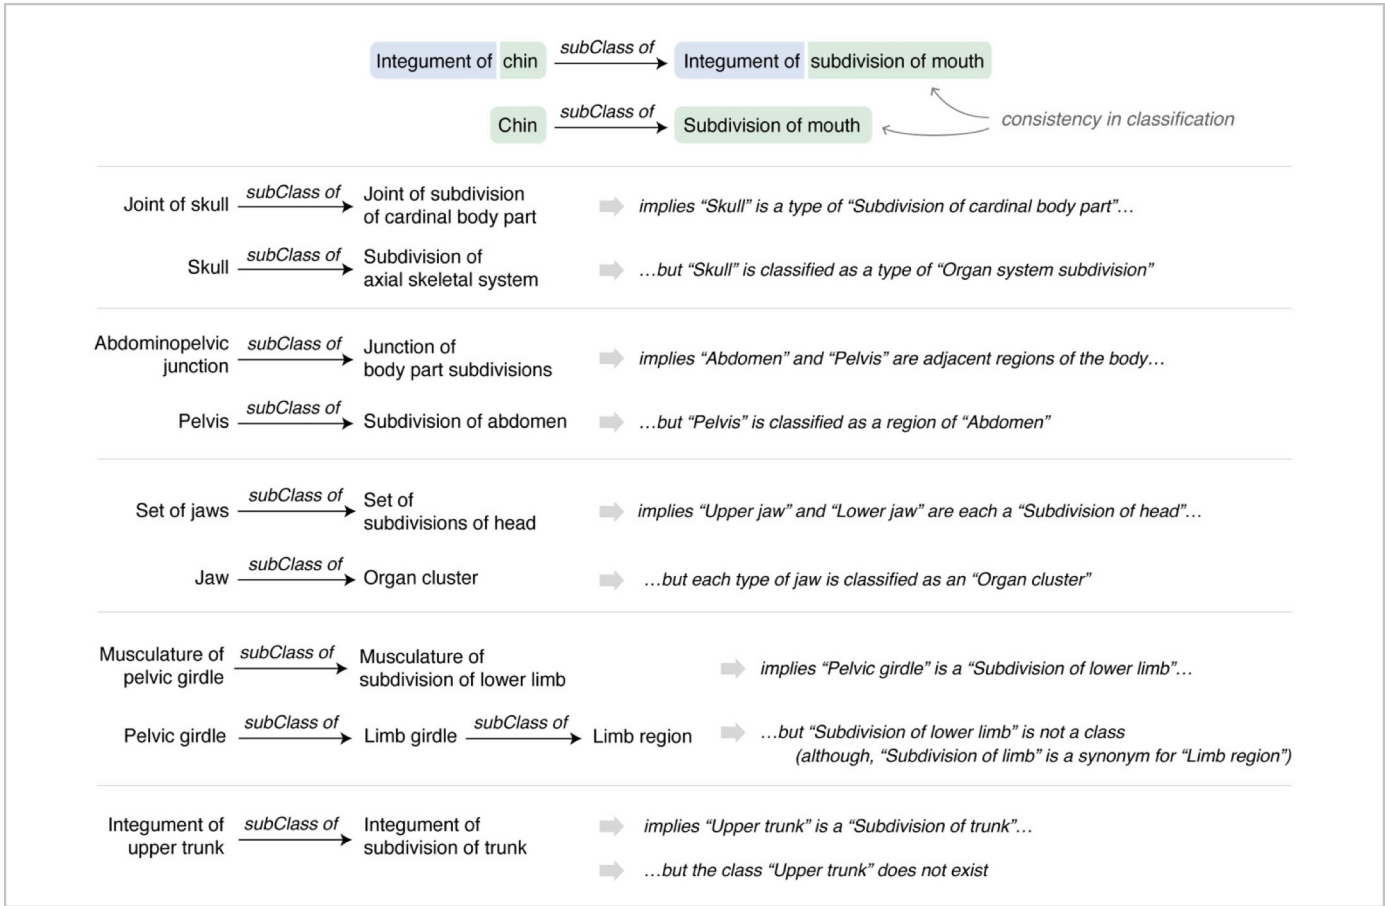 Integument of chin subClass of Integument of subdivision of mouth
Chin subClass of Subdivision of mouth
consistency in classification
Joint of skull subClass of Joint of subdivision
of cardinal body part
implies “Skull” is a type of “Subdivision of cardinal body part”…
Skull subClass of Subdivision of
axial skeletal system
…but “Skull” is classified as a type of “Organ system subdivision”
Abdominopelvic
junction
subClass of
Junction of
body part subdivisions
implies “Abdomen” and “Pelvis” are adjacent regions of the body…
Pelvis subClass of Subdivision of abdomen
…but “Pelvis” is classified as a region of “Abdomen”
Set of jaws subClass of Set of
subdivisions of head
implies “Upper jaw” and “Lower jaw” are each a “Subdivision of head”…
Jaw subClass of Organ cluster
…but each type of jaw is classified as an “Organ cluster”
Musculature of
pelvic girdle
subClass of
Musculature of
subdivision of lower limb
implies “Pelvic girdle” is a “Subdivision of lower limb”…
Pelvic girdle subClass of Limb girdle subClass of Limb region
…but “Subdivision of lower limb” is not a class
(although, “Subdivision of limb” is a synonym for “Limb region”)
Integument of
upper trunk
subClass of
Integument of
subdivision of trunk
implies “Upper trunk” is a “Subdivision of trunk”…
…but the class “Upper trunk” does not exist